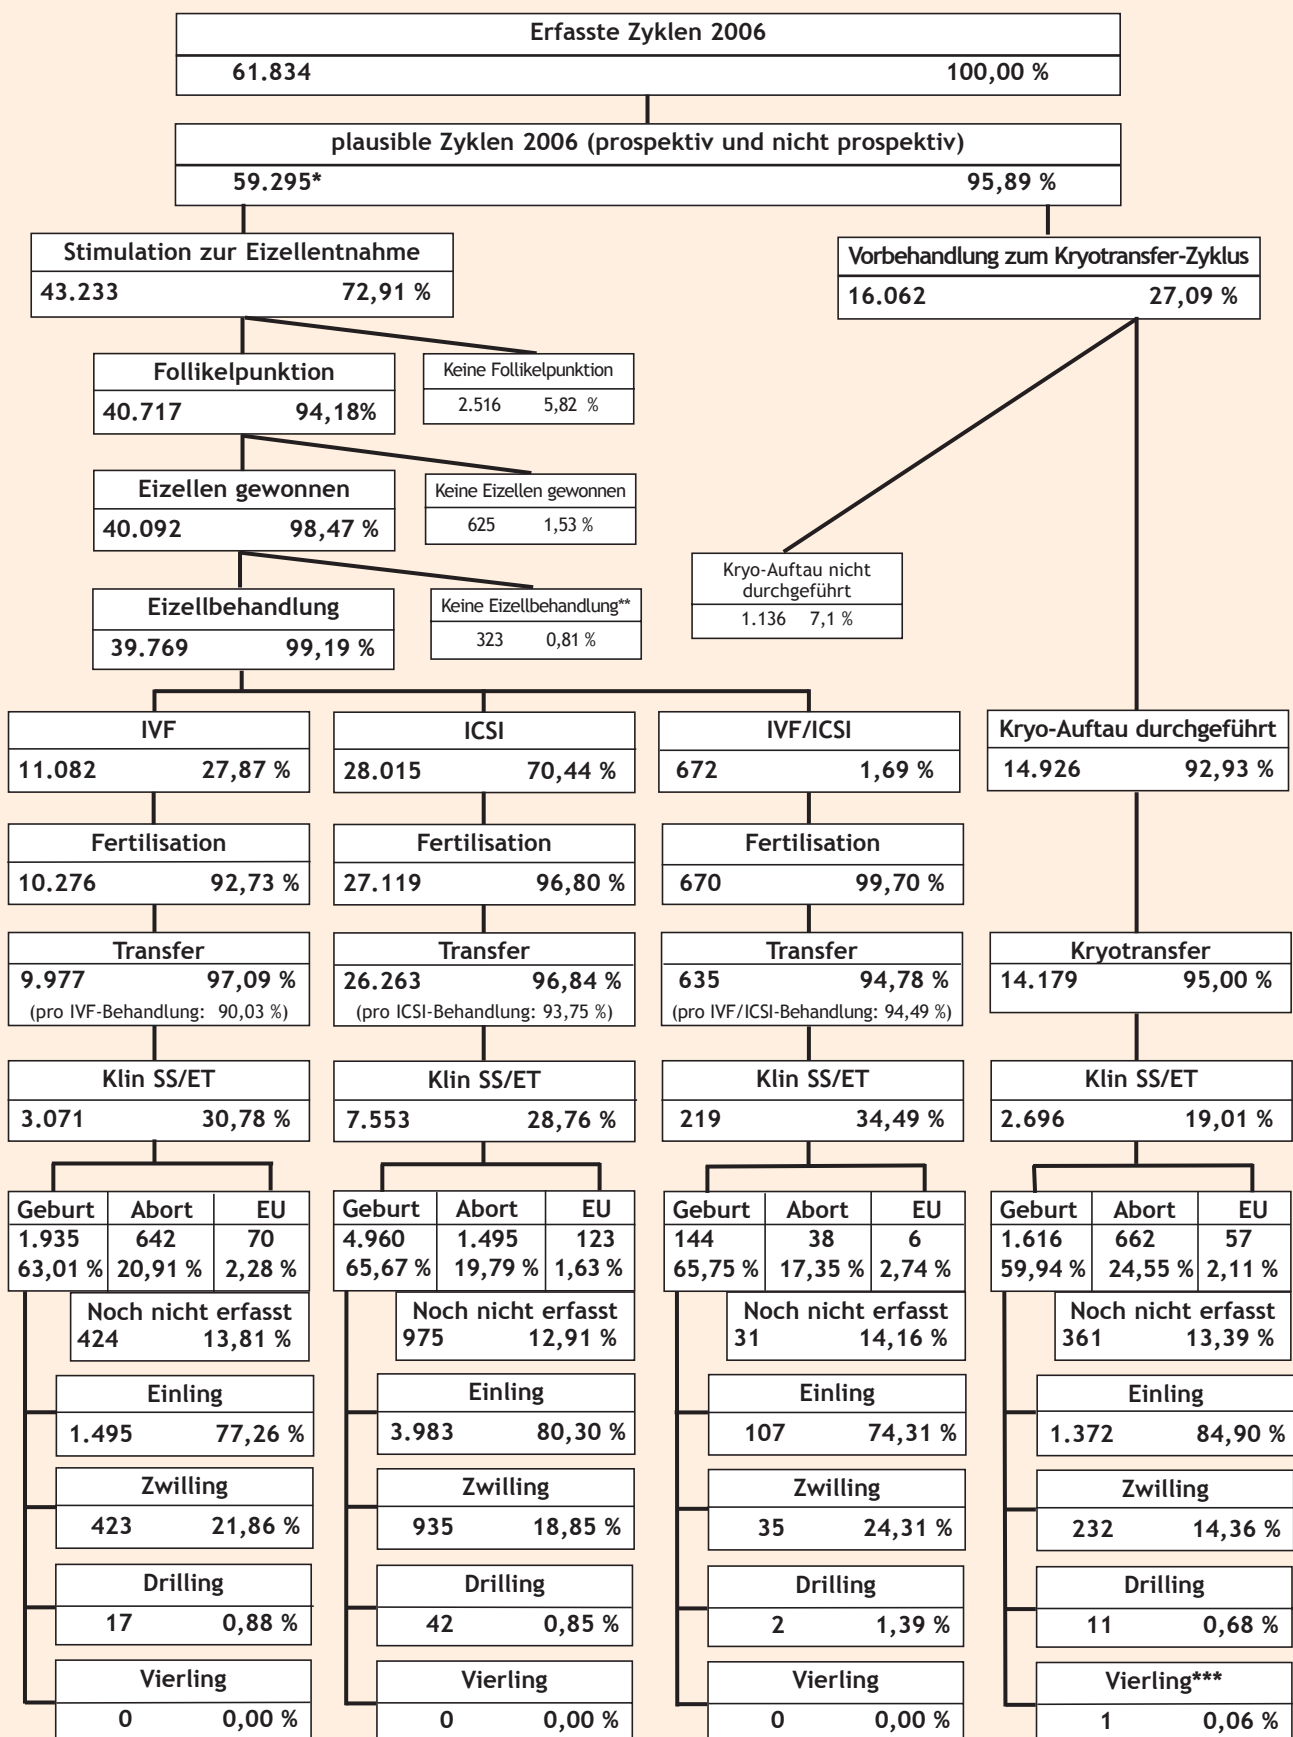 Erfasste Zyklen 2006
61.834 100,00 %
plausible Zyklen 2006 (prospektiv und nicht prospektiv)
59.295* 95,89 %
Stimulation zur Eizellentnahme
43.233 72,91 %
Vorbehandlung zum Kryotransfer-Zyklus
16.062 27,09 %
Follikelpunktion
40.717 94,18%
Keine Follikelpunktion
2.516 5,82 %
Eizellen gewonnen
40.092 98,47 %
Keine Eizellen gewonnen
625 1,53 %
Eizellbehandlung
39.769 99,19 %
Keine Eizellbehandlung**
323 0,81 %
Kryo-Auftau nicht
durchgeführt
1.136 7,1 %
IVF
11.082 27,87 %
ICSI
28.015 70,44 %
IVF/ICSI
672 1,69 %
Kryo-Auftau durchgeführt
14.926 92,93 %
Fertilisation
10.276 92,73 %
Fertilisation
27.119 96,80 %
Fertilisation
670 99,70 %
Transfer
9.977 97,09 %
(pro IVF-Behandlung: 90,03 %)
Transfer
26.263 96,84 %
(pro ICSI-Behandlung: 93,75 %)
Transfer
635 94,78 %
(pro IVF/ICSI-Behandlung: 94,49 %)
Kryotransfer
14.179 95,00 %
Klin SS/ET
3.071 30,78 %
Klin SS/ET
7.553 28,76 %
Klin SS/ET
219 34,49 %
Klin SS/ET
2.696 19,01 %
Geburt Abort EU
1.935 642 70
63,01 % 20,91 % 2,28 %
Noch nicht erfasst
424 13,81 %
Geburt Abort EU
4.960 1.495 123
65,67 % 19,79 % 1,63 %
Noch nicht erfasst
975 12,91 %
Geburt Abort EU
144 38 6
65,75 % 17,35 % 2,74 %
Noch nicht erfasst
31 14,16 %
Geburt Abort EU
1.616 662 57
59,94 % 24,55 % 2,11 %
Noch nicht erfasst
361 13,39 %
Einling
1.495 77,26 %
Einling
3.983 80,30 %
Einling
107 74,31 %
Einling
1.372 84,90 %
Zwilling
423 21,86 %
Zwilling
935 18,85 %
Zwilling
35 24,31 %
Zwilling
232 14,36 %
Drilling
17 0,88 %
Drilling
42 0,85 %
Drilling
2 1,39 %
Drilling
11 0,68 %
Vierling
0 0,00 %
Vierling
0 0,00 %
Vierling
0 0,00 %
Vierling***
1 0,06 %